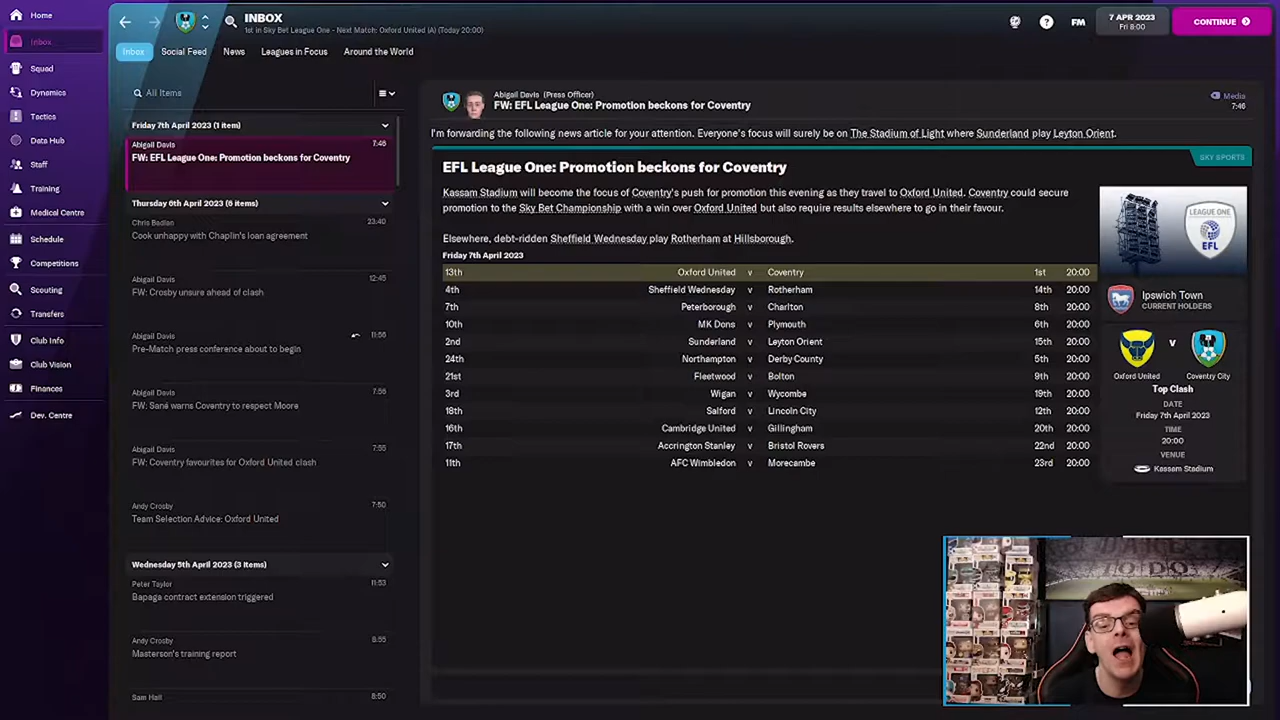 Home
Inbox
Squad
Dynamics
Tactics
Data Hub
Staff
Training
Medical Centre
Schedule
Competitions
Scouting
Transfers
Club Info
Club Vision
Finances
Dev. Centre
INBOX
1st in Sky Bet League One - Next Match: Oxford United (A) (Today 20:00)
FM
7 APR 2023
Fri 8:00
CONTINUE
Inbox Social Feed News Leagues in Focus Around the World
All Items
Friday 7th April 2023 (1 item)
Abigail Davis 7:46
FW: EFL League One: Promotion beckons for Coventry
Thursday 6th April 2023 (6 items)
Chris Badlan 23:40
Cook unhappy with Chaplin's loan agreement
Abigail Davis 12:45
FW: Crosby unsure ahead of clash
Abigail Davis 11:56
Pre-Match press conference about to begin
Abigail Davis 7:56
FW: Sané warns Coventry to respect Moore
Abigail Davis 7:55
FW: Coventry favourites for Oxford United clash
Andy Crosby 7:50
Team Selection Advice: Oxford United
Wednesday 5th April 2023 (3 items)
Peter Taylor 11:53
Bapaga contract extension triggered
Andy Crosby 8:55
Masterson's training report
Sam Hall 8:50
Abigail Davis (Press Officer)
FW: EFL League One: Promotion beckons for Coventry
Media
7:46
I'm forwarding the following news article for your attention. Everyone's focus will surely be on The Stadium of Light where Sunderland play Leyton Orient.
SKY SPORTS
EFL League One: Promotion beckons for Coventry
Kassam Stadium will become the focus of Coventry's push for promotion this evening as they travel to Oxford United. Coventry could secure
promotion to the Sky Bet Championship with a win over Oxford United but also require results elsewhere to go in their favour.
Elsewhere, debt-ridden Sheffield Wednesday play Rotherham at Hillsborough.
Friday 7th April 2023
13th Oxford United v Coventry 1st 20:00
4th Sheffield Wednesday v Rotherham 14th 20:00
7th Peterborough v Charlton 8th 20:00
10th MK Dons v Plymouth 6th 20:00
2nd Sunderland v Leyton Orient 15th 20:00
24th Northampton v Derby County 5th 20:00
21st Fleetwood v Bolton 9th 20:00
3rd Wigan v Wycombe 19th 20:00
18th Salford v Lincoln City 12th 20:00
16th Cambridge United v Gillingham 20th 20:00
17th Accrington Stanley v Bristol Rovers 22nd 20:00
11th AFC Wimbledon v Morecambe 23rd 20:00
LEAGUE ONE
EFL
Ipswich Town
CURRENT HOLDERS
v
Oxford United Coventry City
Top Clash
DATE
Friday 7th April 2023
TIME
20:00
VENUE
Kassam Stadium